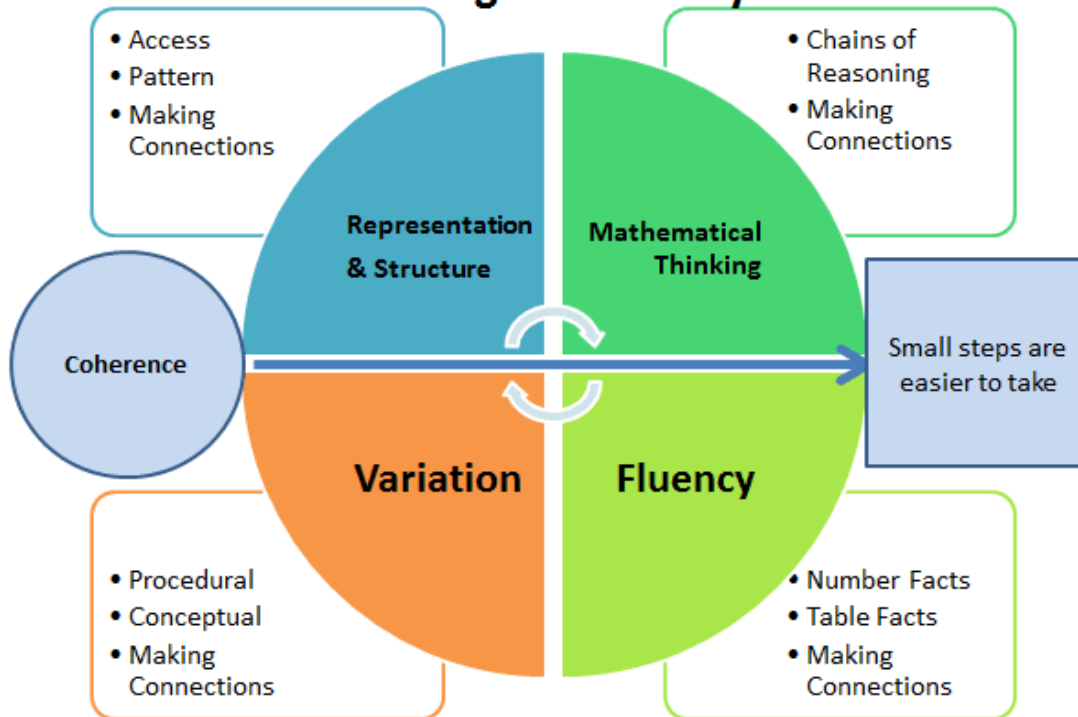 • Access
• Pattern
• Making
Connections
• Chains of
Reasoning
• Making
Connections
Representation
& Structure
Mathematical
Thinking
Coherence
Small steps are
easier to take
Variation
Fluency
• Procedural
• Conceptual
• Making
Connections
• Number Facts
• Table Facts
• Making
Connections